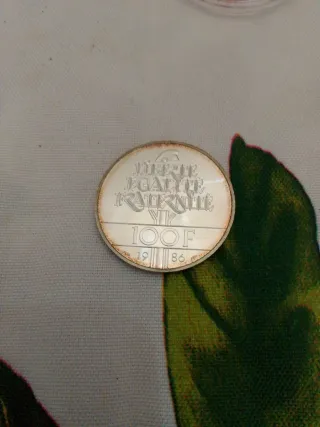 LIBERTE
EGALITE
FRATERNITE
100F
19 86